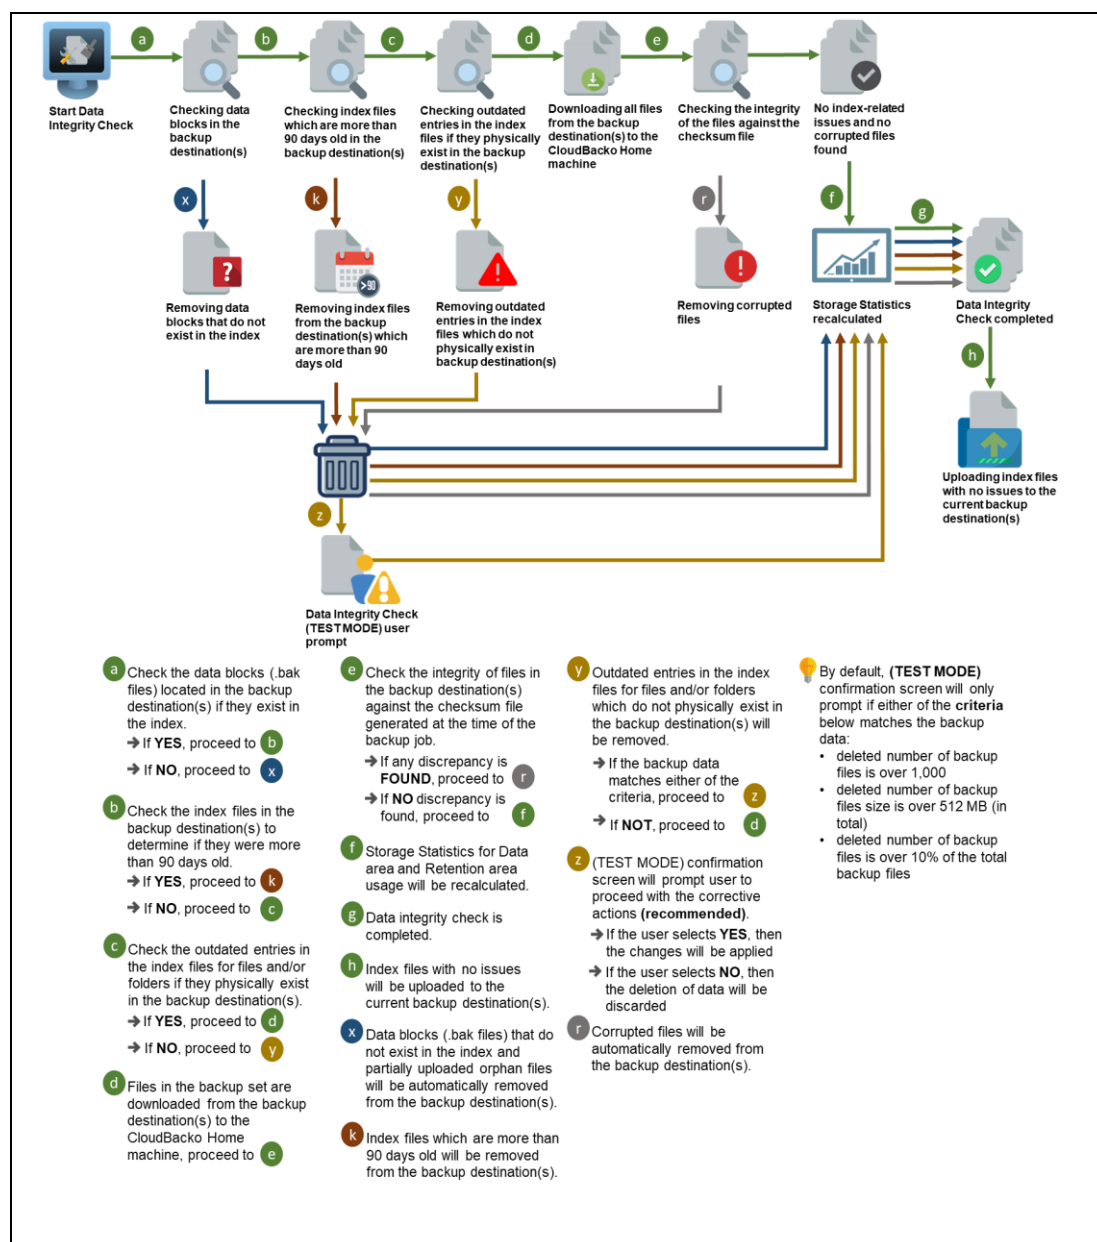 a
b
c
d
e
Start Data
Integrity Check
Checking data
blocks in the
backup
destination(s)
Checking index files
which are more than
90 days old in the
backup destination(s)
Checking outdated
entries in the index
files if they physically
exist in the backup
destination(s)
Downloading all files
from the backup
destination(s) to the
CloudBacko Home
machine
Checking the integrity
of the files against the
checksum file
No index-related
issues and no
corrupted files
found
x
k
y
r
f
g
?
>90
!
!
Removing data
blocks that do not
exist in the index
Removing index files
from the backup
destination(s) which
are more than 90
days old
Removing outdated
entries in the index
files which do not
physically exist in
backup destination(s)
Removing corrupted
files
Storage Statistics
recalculated
Data Integrity
Check completed
h
Uploading index files
with no issues to the
current backup
destination(s)
z
!
Data Integrity Check
(TEST MODE) user
prompt
a Check the data blocks (.bak
files) located in the backup
destination(s) if they exist in
the index.
➔ If YES, proceed to b
➔ If NO, proceed to x
b Check the index files in the
backup destination(s) to
determine if they were more
than 90 days old.
➔ If YES, proceed to k
➔ If NO, proceed to c
c Check the outdated entries in
the index files for files and/or
folders if they physically exist
in the backup destination(s).
➔ If YES, proceed to d
➔ If NO, proceed to y
d Files in the backup set are
downloaded from the backup
destination(s) to the
CloudBacko Home
machine, proceed to e
e Check the integrity of files in
the backup destination(s)
against the checksum file
generated at the time of the
backup job.
➔ If any discrepancy is
FOUND, proceed to r
➔ If NO discrepancy is
found, proceed to f
f Storage Statistics for Data
area and Retention area
usage will be recalculated.
g Data integrity check is
completed.
h Index files with no issues
will be uploaded to the
current backup destination(s).
x Data blocks (.bak files) that do
not exist in the index and
partially uploaded orphan files
will be automatically removed
from the backup destination(s).
k Index files which are more than
90 days old will be removed
from the backup destination(s).
y Outdated entries in the index
files for files and/or folders
which do not physically exist in
the backup destination(s) will
be removed.
➔ If the backup data
matches either of the
criteria, proceed to z
➔ If NOT, proceed to d
z (TEST MODE) confirmation
screen will prompt user to
proceed with the corrective
actions (recommended).
➔ If the user selects YES, then
the changes will be applied
➔ If the user selects NO, then
the deletion of data will be
discarded
r Corrupted files will be
automatically removed from
the backup destination(s).
By default, (TEST MODE)
confirmation screen will only
prompt if either of the criteria
below matches the backup
data:
• deleted number of backup
files is over 1,000
• deleted number of backup
files size is over 512 MB (in
total)
• deleted number of backup
files is over 10% of the total
backup files